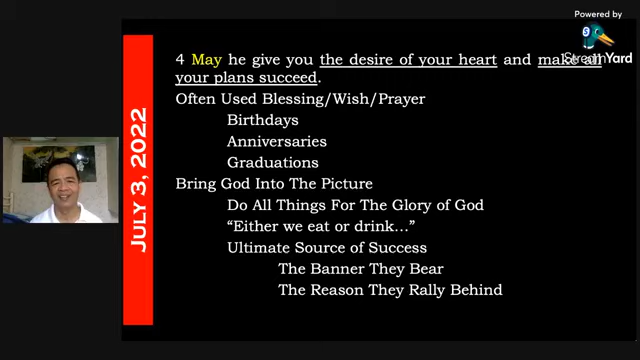 Powered by
StreamYard
4 May he give you the desire of your heart and make all
your plans succeed.
Often Used Blessing/Wish/Prayer
Birthdays
Anniversaries
Graduations
Bring God Into The Picture
Do All Things For The Glory of God
“Either we eat or drink…”
Ultimate Source of Success
The Banner They Bear
The Reason They Rally Behind
JULY 3, 2022